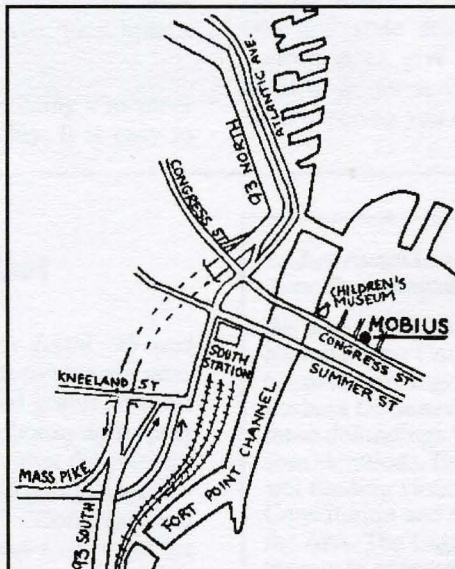 ATLANTIC AVE.
93 NORTH
CONGRESS ST
CHILDREN'S
MUSEUM
MOBIUS
CONGRESS ST
SUMMER ST
SOUTH
STATION
KNEELAND ST
FORT POINT CHANNEL
MASS PIKE
93 SOUTH